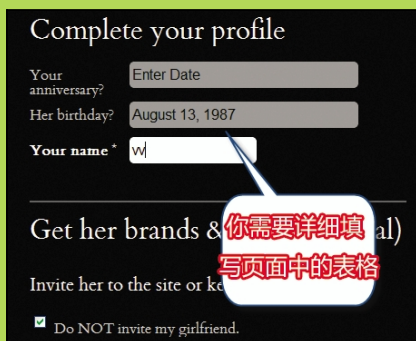 Complete your profile
Your anniversary? Enter Date
Her birthday? August 13, 1987
Your name * w
Get her brands & al)
你需要详细填
写页面中的表格
Invite her to the site or ke
Do NOT invite my girlfriend.